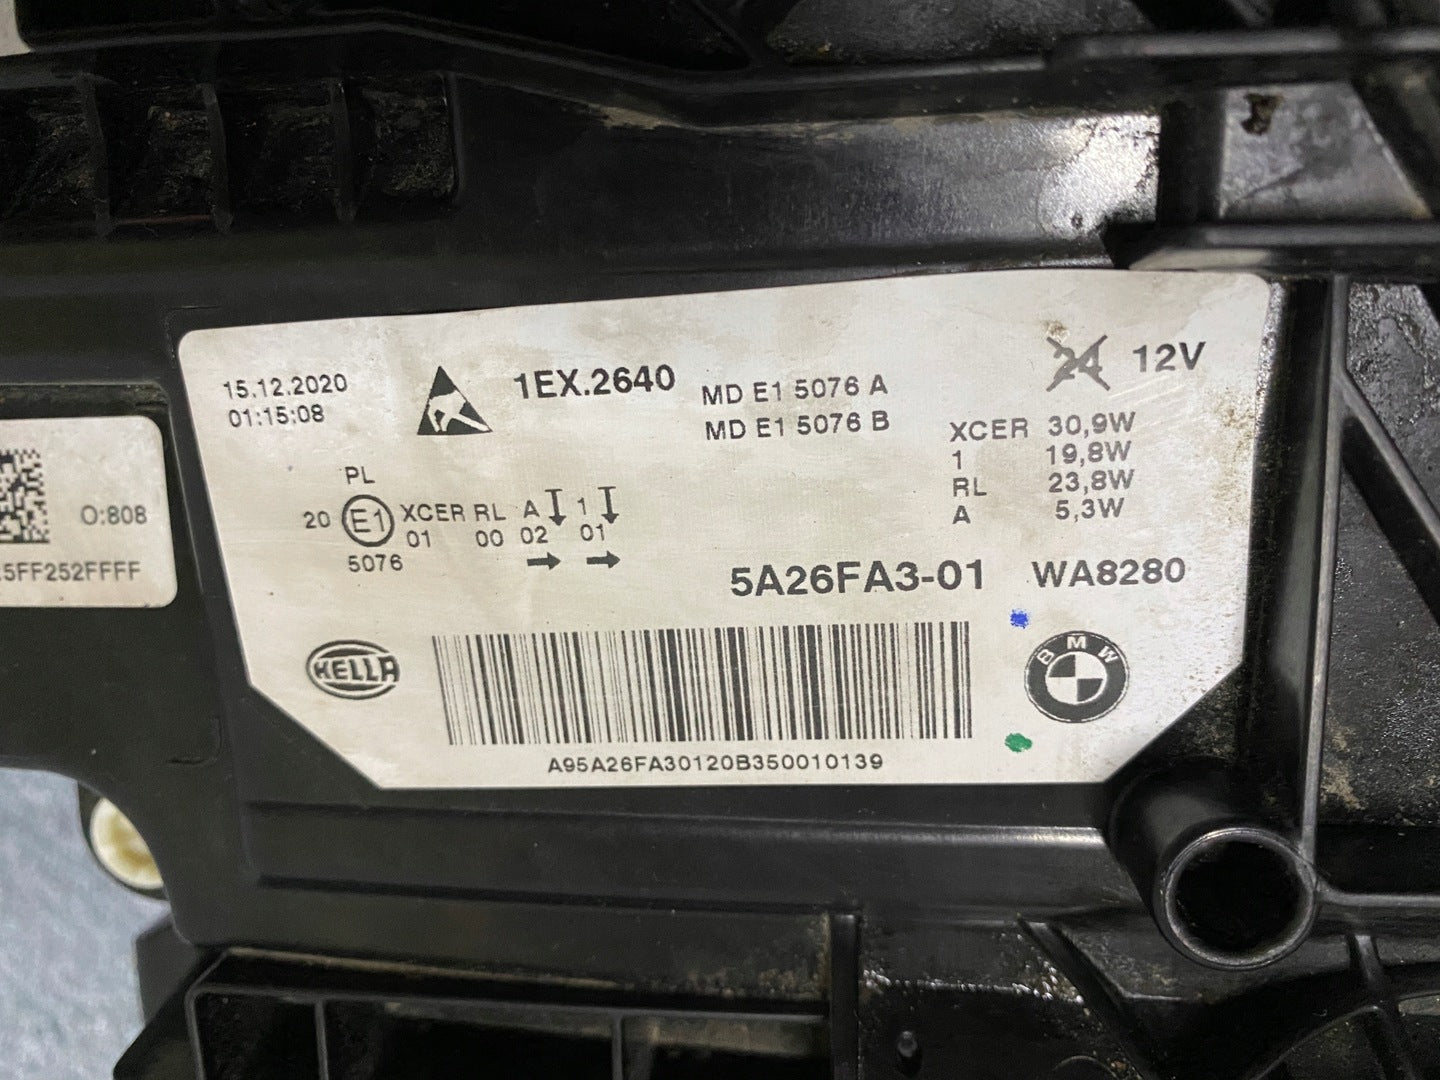 15.12.2020
01:15:08
1EX.2640
MD E1 5076 A
MD E1 5076 B
24 12V
XCER 30,9W
1 19,8W
RL 23,8W
A 5,3W
PL
20 E1 XCER RL A 1
01 00 02 01
5076
5A26FA3-01 WA8280
HELLA
BMW
A95A26FA30120B350010139
O:808
5FF252FFFF